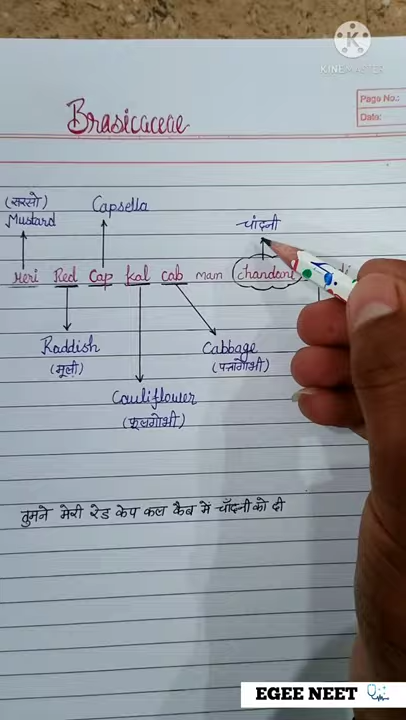 KINEMASTER
Page No.:
Date:
Brasicaceae
(सरसो)
Mustard
Capsella
चांदनी
Meri Red Cap Kal cab mam chandani
Raddish
(मूली)
Cabbage
(पत्तागोभी)
Cauliflower
(फूलगोभी)
तुमने मेरी रेड केप कल कैब में चाँदनी को दी
EGEE NEET